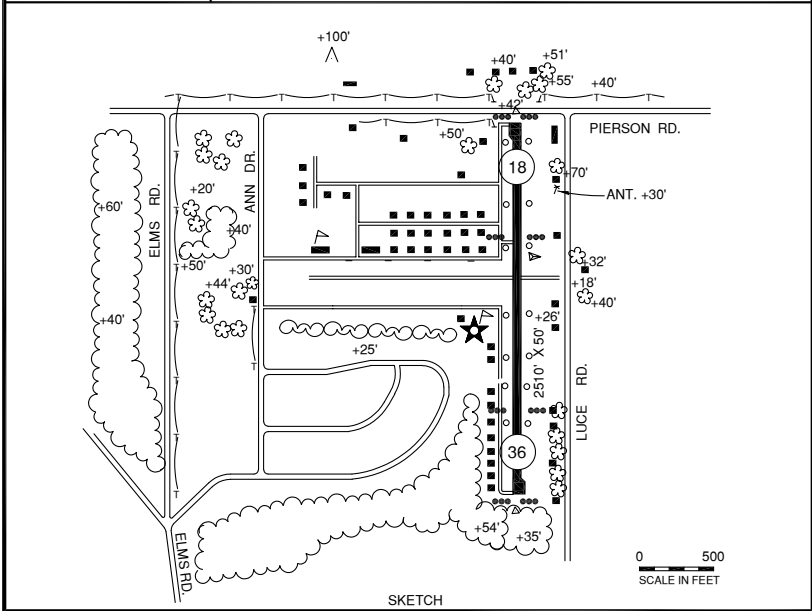 +100'
+40'
+51'
+55'
+40'
+42'
PIERSON RD.
+50'
18
+70'
ANT. +30'
+60'
ELMS RD.
ANN DR.
+20'
+40'
+50'
+30'
+44'
+32'
+18'
+40'
+40'
+26'
+25'
2510' X 50'
LUCE RD.
36
+54'
+35'
ELMS RD.
0 500
SCALE IN FEET
SKETCH